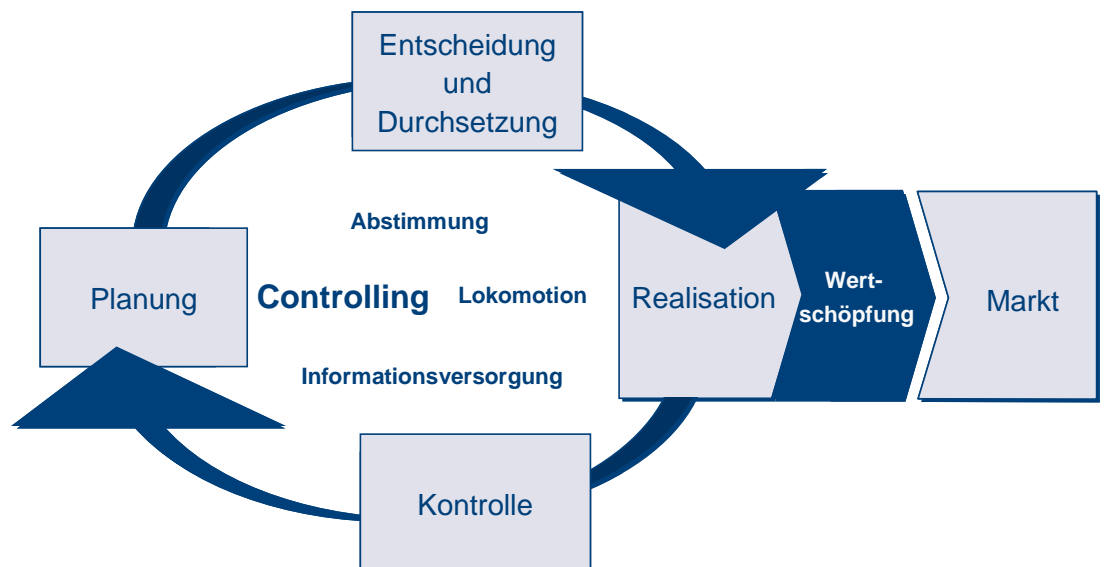 Entscheidung
und
Durchsetzung
Abstimmung
Planung
Controlling
Lokomotion
Realisation
Wert-
schöpfung
Markt
Informationsversorgung
Kontrolle